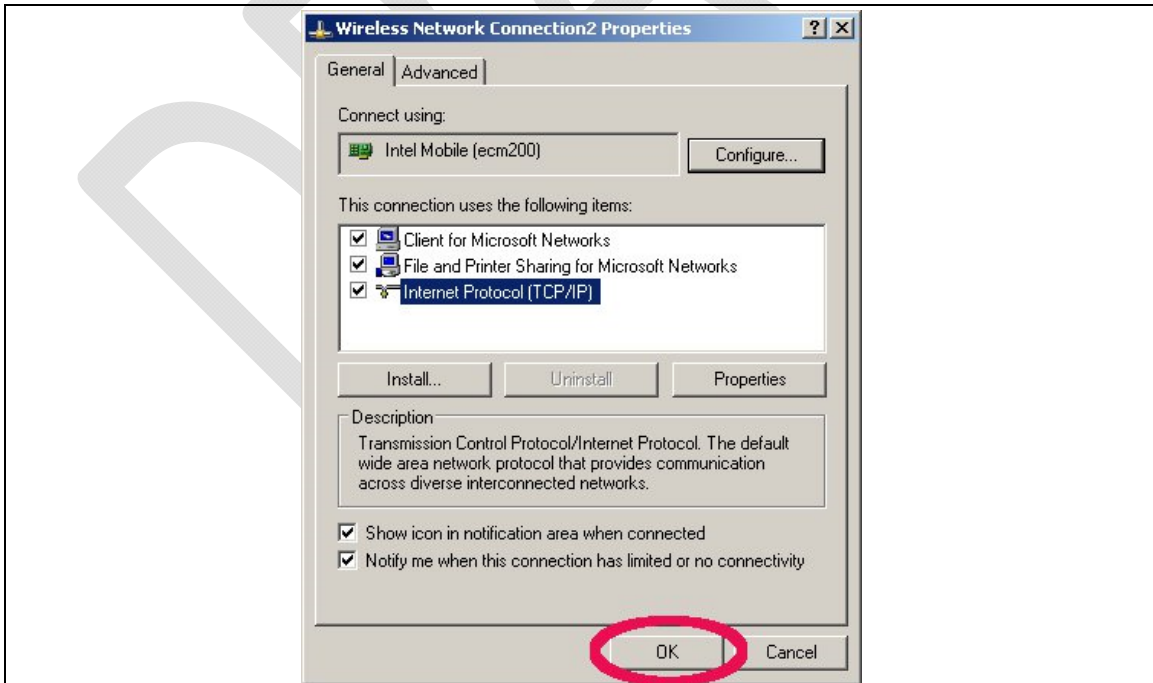 Wireless Network Connection2 Properties
General Advanced
Connect using:
Intel Mobile (ecm200)
Configure...
This connection uses the following items:
Client for Microsoft Networks
File and Printer Sharing for Microsoft Networks
Internet Protocol (TCP/IP)
Install... Uninstall Properties
Description
Transmission Control Protocol/Internet Protocol. The default
wide area network protocol that provides communication
across diverse interconnected networks.
Show icon in notification area when connected
Notify me when this connection has limited or no connectivity
OK Cancel